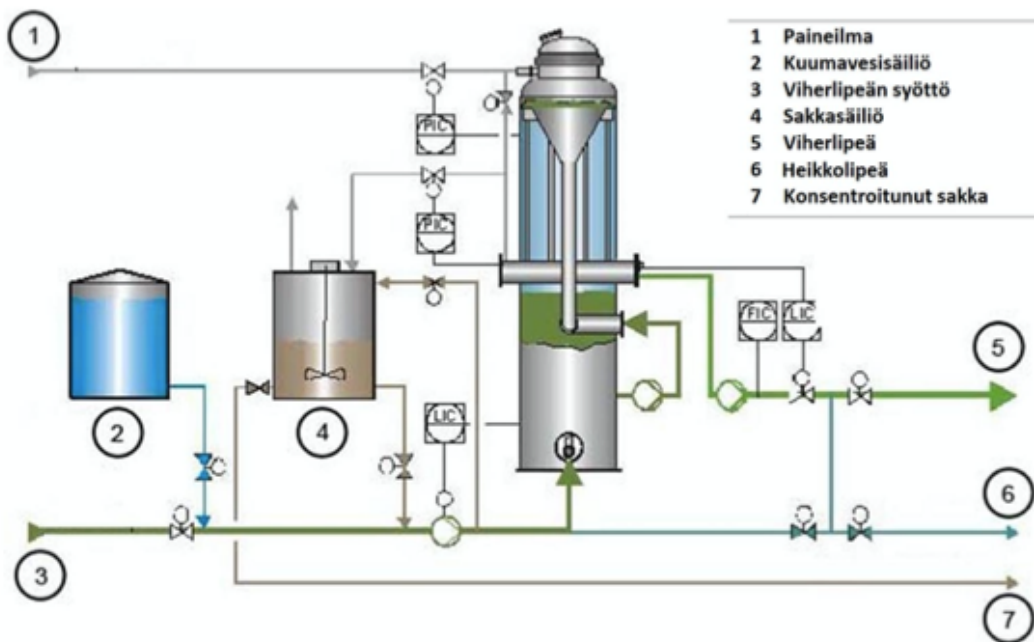 1
1 Paineilma
2 Kuumavesisäiliö
3 Viherlipeän syöttö
4 Sakkasäiliö
5 Viherlipeä
6 Heikkolipeä
7 Konsentroitunut sakka
PIC
PIC
FIC
LIC
5
2
4
LIC
6
3
7